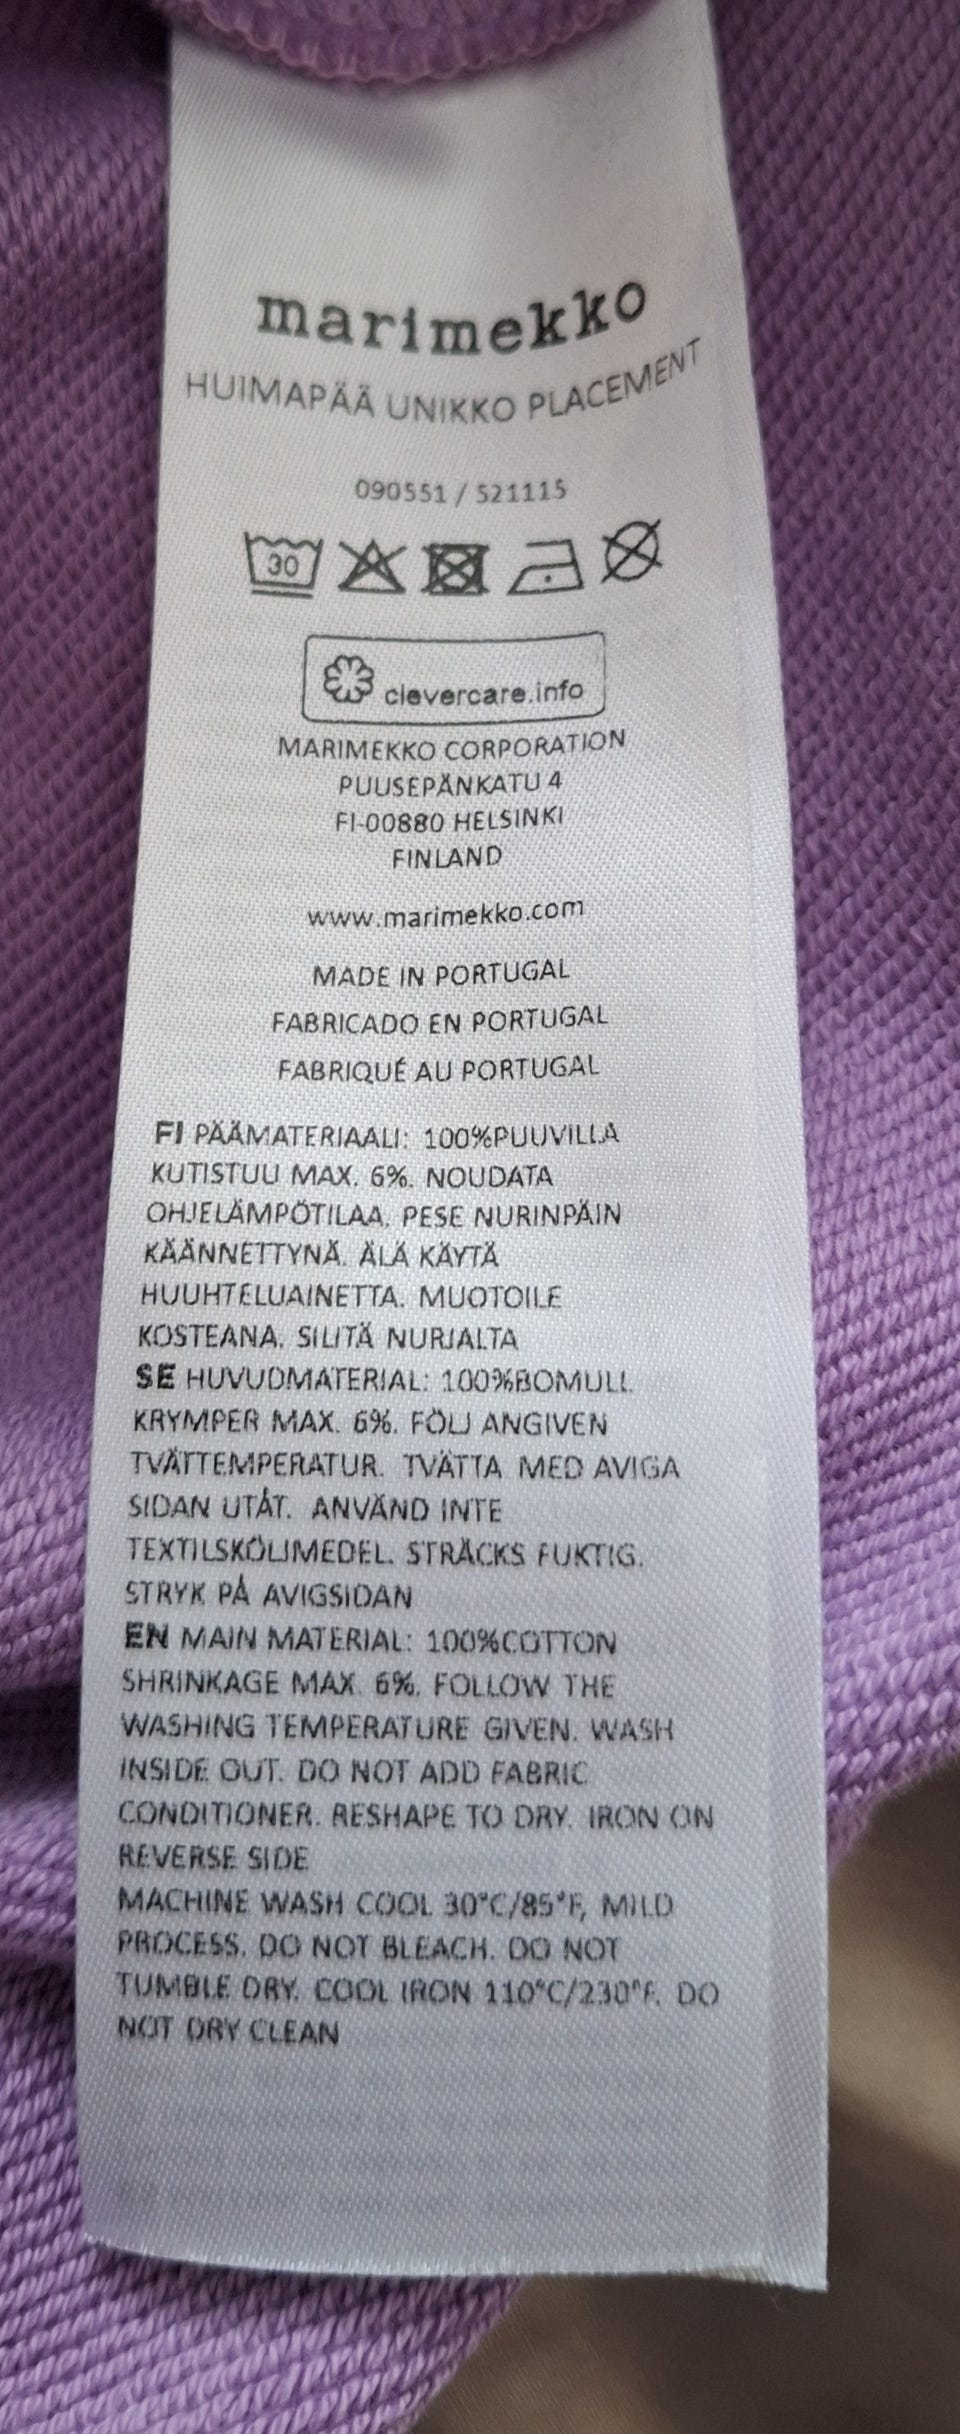 marimekko
HUIMAPÄÄ UNIKKO PLACEMENT
090551 / 521115
30
clevercare.info
MARIMEKKO CORPORATION
PUUSEPÄNKATU 4
FI-00880 HELSINKI
FINLAND
www.marimekko.com
MADE IN PORTUGAL
FABRICADO EN PORTUGAL
FABRIQUÉ AU PORTUGAL
FI PÄÄMATERIAALI: 100%PUUVILLA
KUTISTUU MAX. 6%. NOUDATA
OHJELÄMPÖTILAA. PESE NURINPÄIN
KÄÄNNETTYNÄ. ÄLÄ KÄYTÄ
HUUHTELUAINETTA. MUOTOILE
KOSTEANA. SILITÄ NURJALTA
SE HUVUDMATERIAL: 100%BOMULL
KRYMPER MAX. 6%. FÖLJ ANGIVEN
TVÄTTEMPERATUR. TVÄTTA MED AVIGA
SIDAN UTÅT. ANVÄND INTE
TEXTILSKÖLJMEDEL. STRÄCKS FUKTIG.
STRYK PÅ AVIGSIDAN
EN MAIN MATERIAL: 100%COTTON
SHRINKAGE MAX. 6%. FOLLOW THE
WASHING TEMPERATURE GIVEN. WASH
INSIDE OUT. DO NOT ADD FABRIC
CONDITIONER. RESHAPE TO DRY. IRON ON
REVERSE SIDE
MACHINE WASH COOL 30°C/85°F, MILD
PROCESS. DO NOT BLEACH. DO NOT
TUMBLE DRY. COOL IRON 110°C/230°F. DO
NOT DRY CLEAN